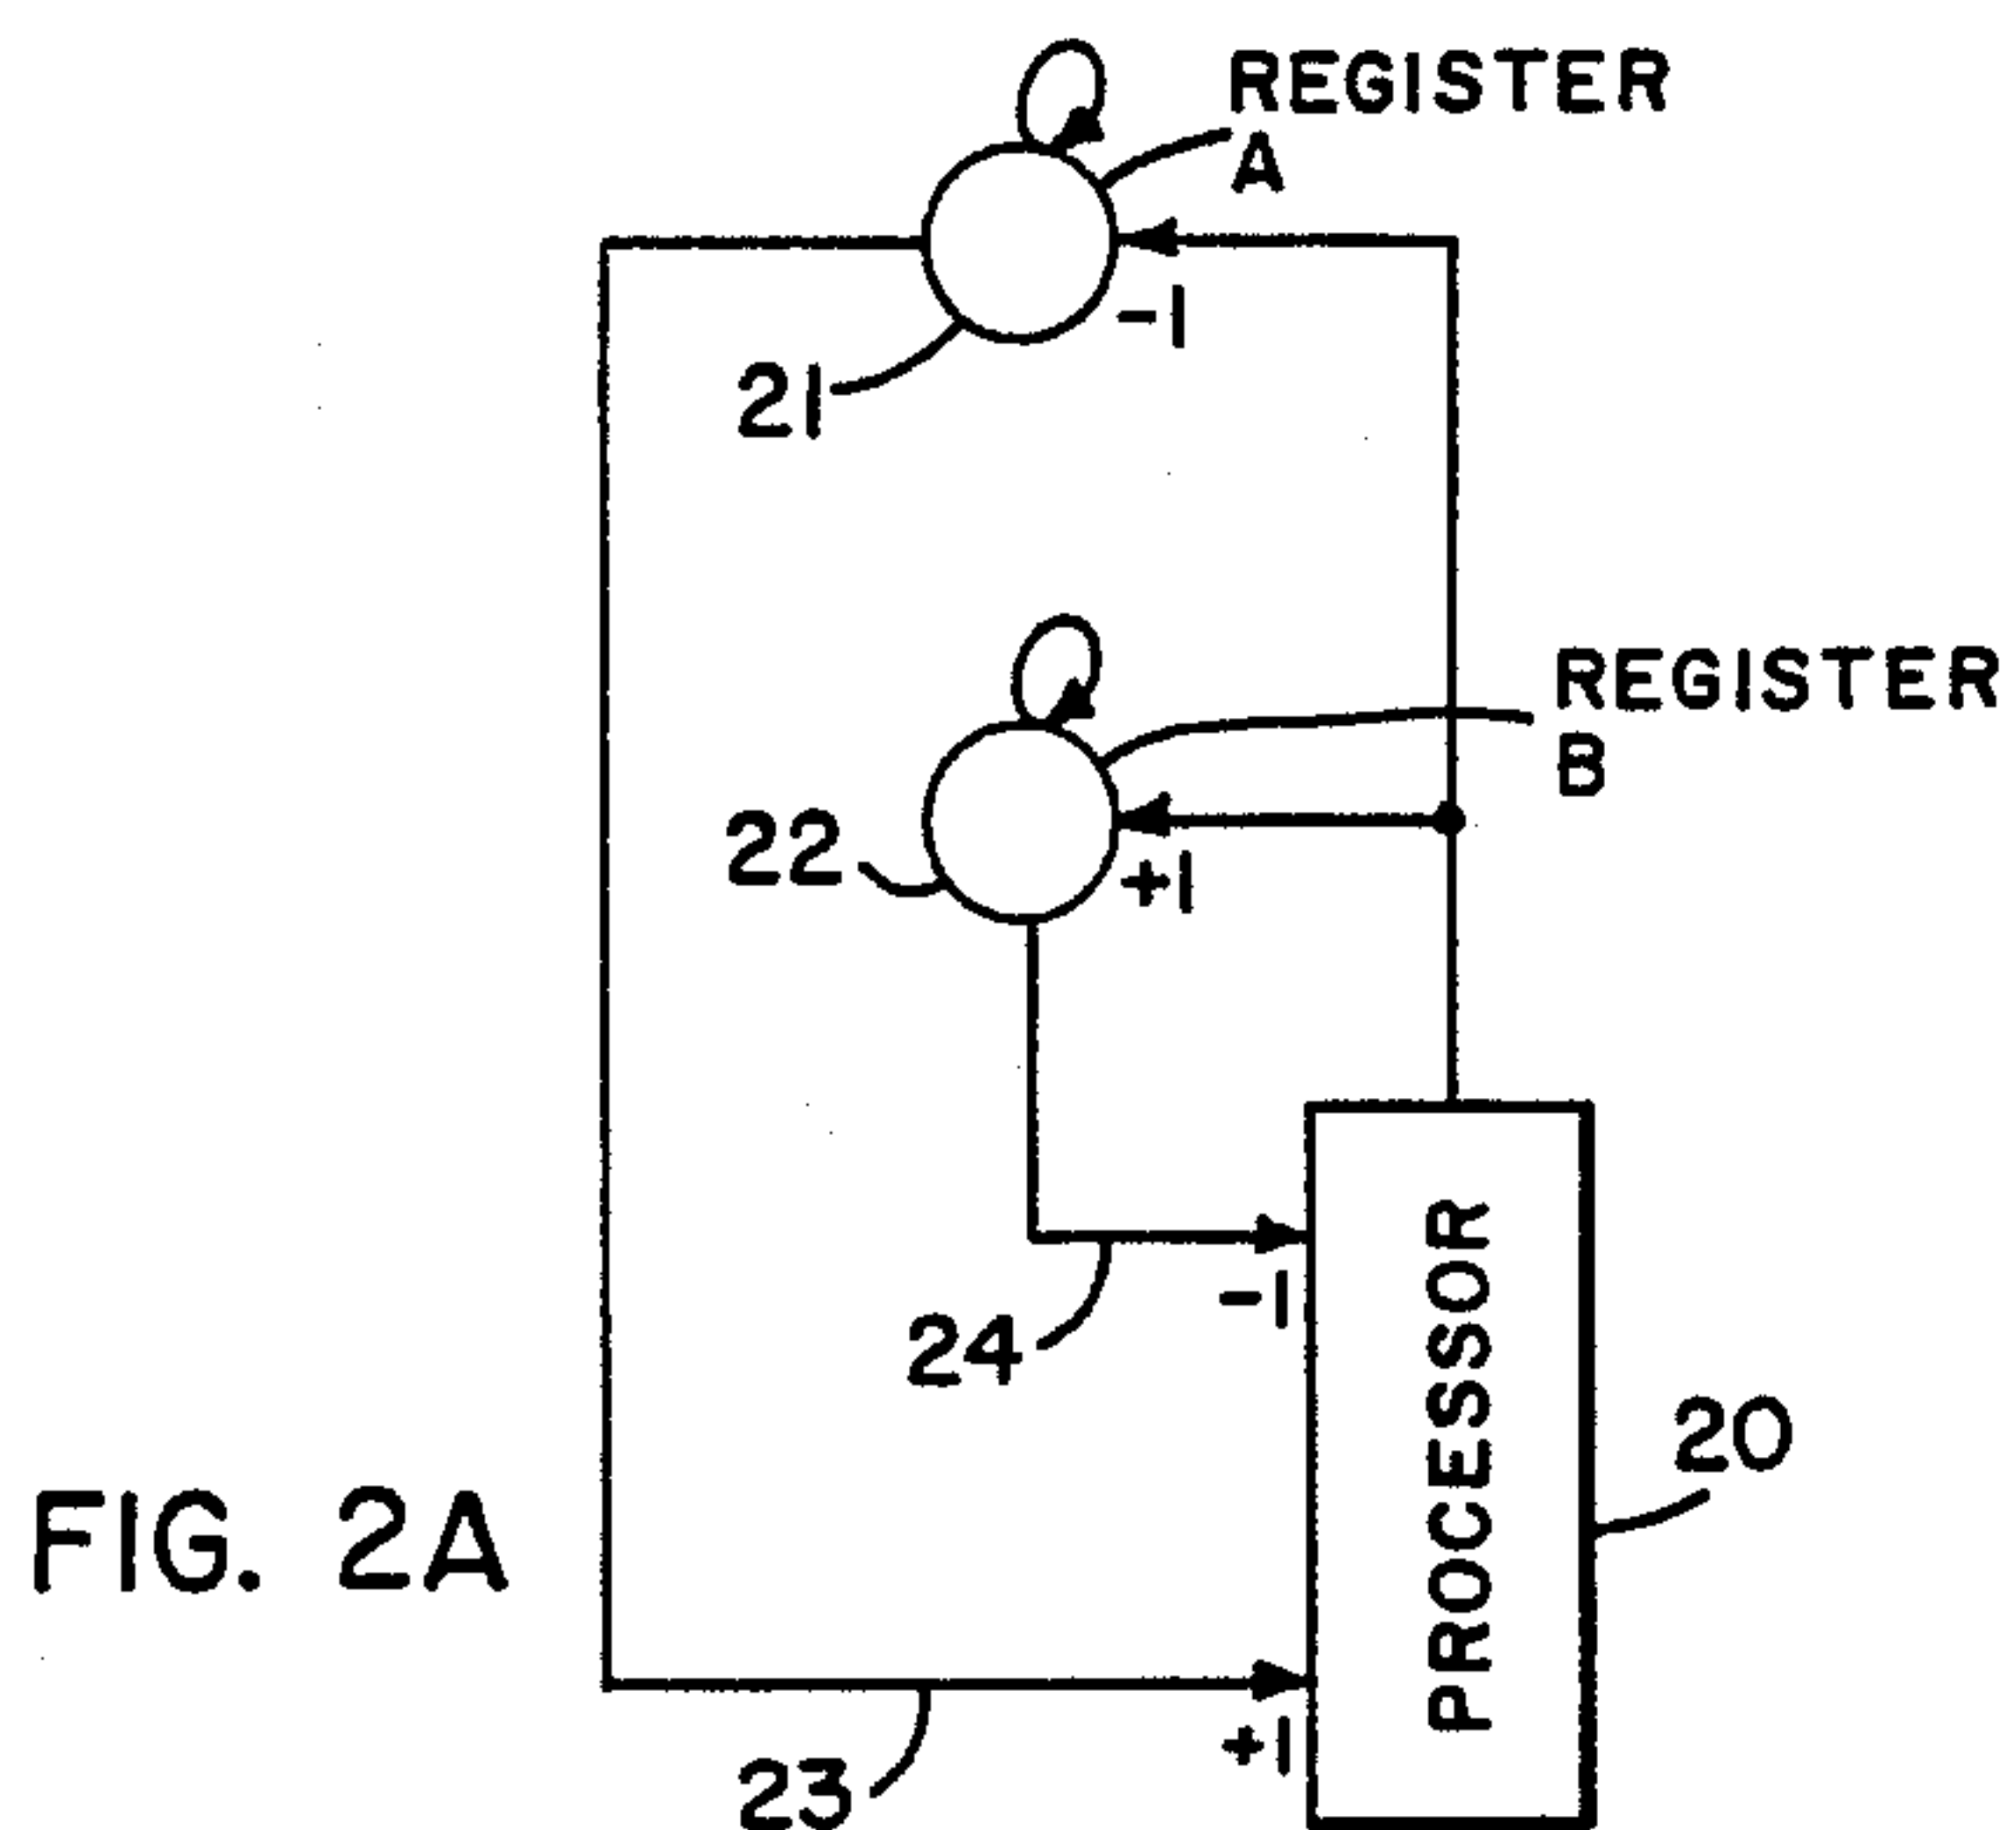 REGISTER
A
-1
21
REGISTER
B
22
+1
-1
24
PROCESSOR
20
FIG. 2A
+1
23